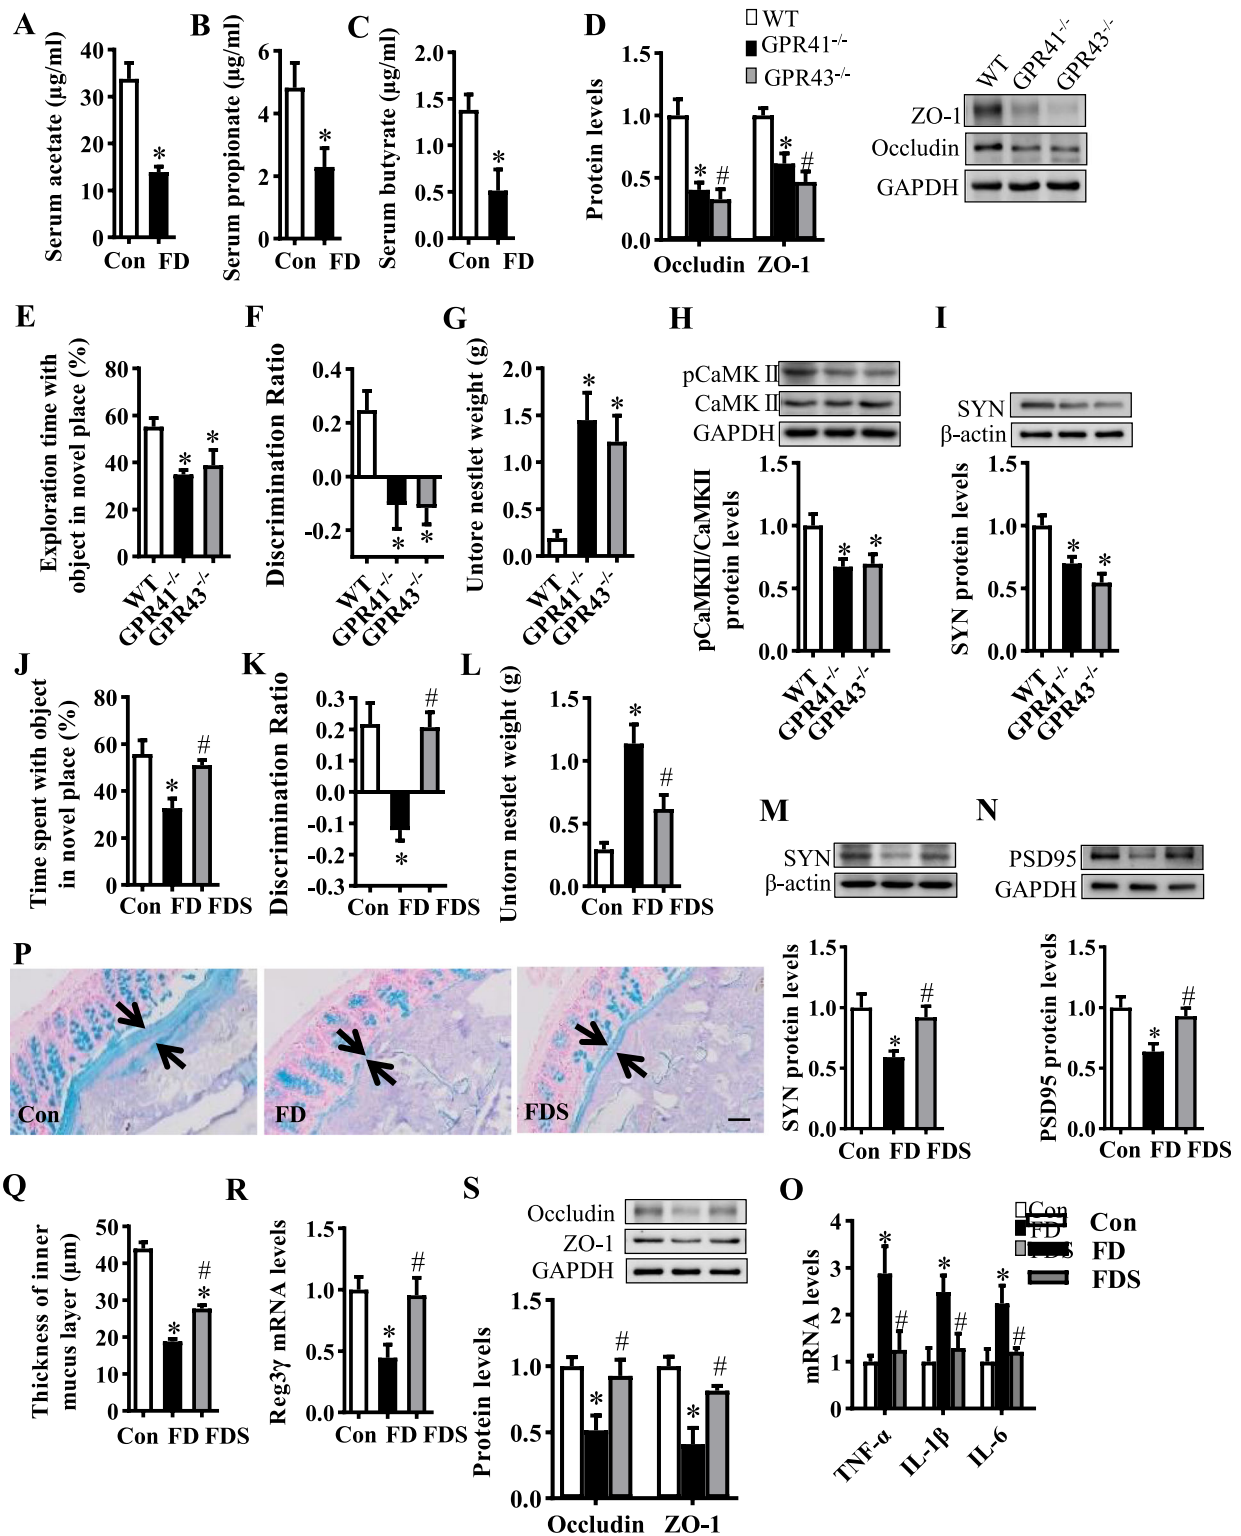 A
Serum acetate (µg/ml)
40
30
20
10
0
Con FD
B
Serum propionate (µg/ml)
6
4
2
0
Con FD
C
Serum butyrate (µg/ml)
2.0
1.5
1.0
0.5
0.0
Con FD
D
WT
GPR41-/-
GPR43-/-
Protein levels
1.5
1.0
0.5
0.0
* # * #
Occludin ZO-1
WT GPR41-/- GPR43-/-
ZO-1
Occludin
GAPDH
E
Exploration time with
object in novel place (%)
80
60
40
20
0
* *
WT GPR41-/- GPR43-/-
F
Discrimination Ratio
0.4
0.2
0.0
-0.2
* *
WT GPR41-/- GPR43-/-
G
Untore nestlet weight (g)
2.0
1.5
1.0
0.5
0.0
* *
WT GPR41-/- GPR43-/-
H
pCaMK II
CaMK II
GAPDH
pCaMKII/CaMKII
protein levels
1.5
1.0
0.5
0.0
* *
WT GPR41-/- GPR43-/-
I
SYN
β-actin
SYN protein levels
1.5
1.0
0.5
0.0
* *
WT GPR41-/- GPR43-/-
J
Time spent with object
in novel place (%)
80
60
40
20
0
* #
Con FD FDS
K
Discrimination Ratio
0.3
0.2
0.1
0.0
-0.1
-0.2
-0.3
* #
Con FD FDS
L
Untorn nestlet weight (g)
1.5
1.0
0.5
0.0
* #
Con FD FDS
M
SYN
β-actin
SYN protein levels
1.5
1.0
0.5
0.0
* #
Con FD FDS
N
PSD95
GAPDH
PSD95 protein levels
1.5
1.0
0.5
0.0
* #
Con FD FDS
P
Con
FD
FDS
Q
Thickness of inner
mucus layer (µm)
50
40
30
20
10
0
* # *
Con FD FDS
R
Reg3γ mRNA levels
1.5
1.0
0.5
0.0
* #
Con FD FDS
S
Occludin
ZO-1
GAPDH
Protein levels
1.5
1.0
0.5
0.0
* # * #
Occludin ZO-1
O
mRNA levels
4
3
2
1
0
* # * # * #
TNF-α IL-1β IL-6
Con
FD
Con
FD
FDS